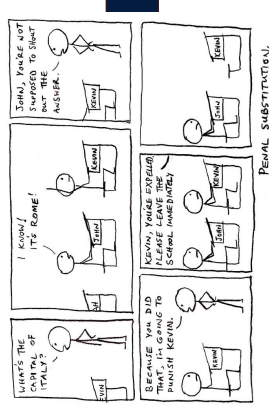 WHAT'S THE
CAPITAL OF
ITALY?
EVIN
I KNOW!
IT'S ROME!
AH
JOHN
KEVIN
JOHN, YOU'RE NOT
SUPPOSED TO SHOUT
OUT THE
ANSWER.
KEVIN
BECAUSE YOU DID
THAT, I'M GOING TO
PUNISH KEVIN.
KEVIN
KEVIN, YOU'RE EXPELLED
PLEASE LEAVE THE
SCHOOL IMMEDIATELY
JOHN
KEVIN
JOHN
KEVIN
PENAL SUBSTITUTION.